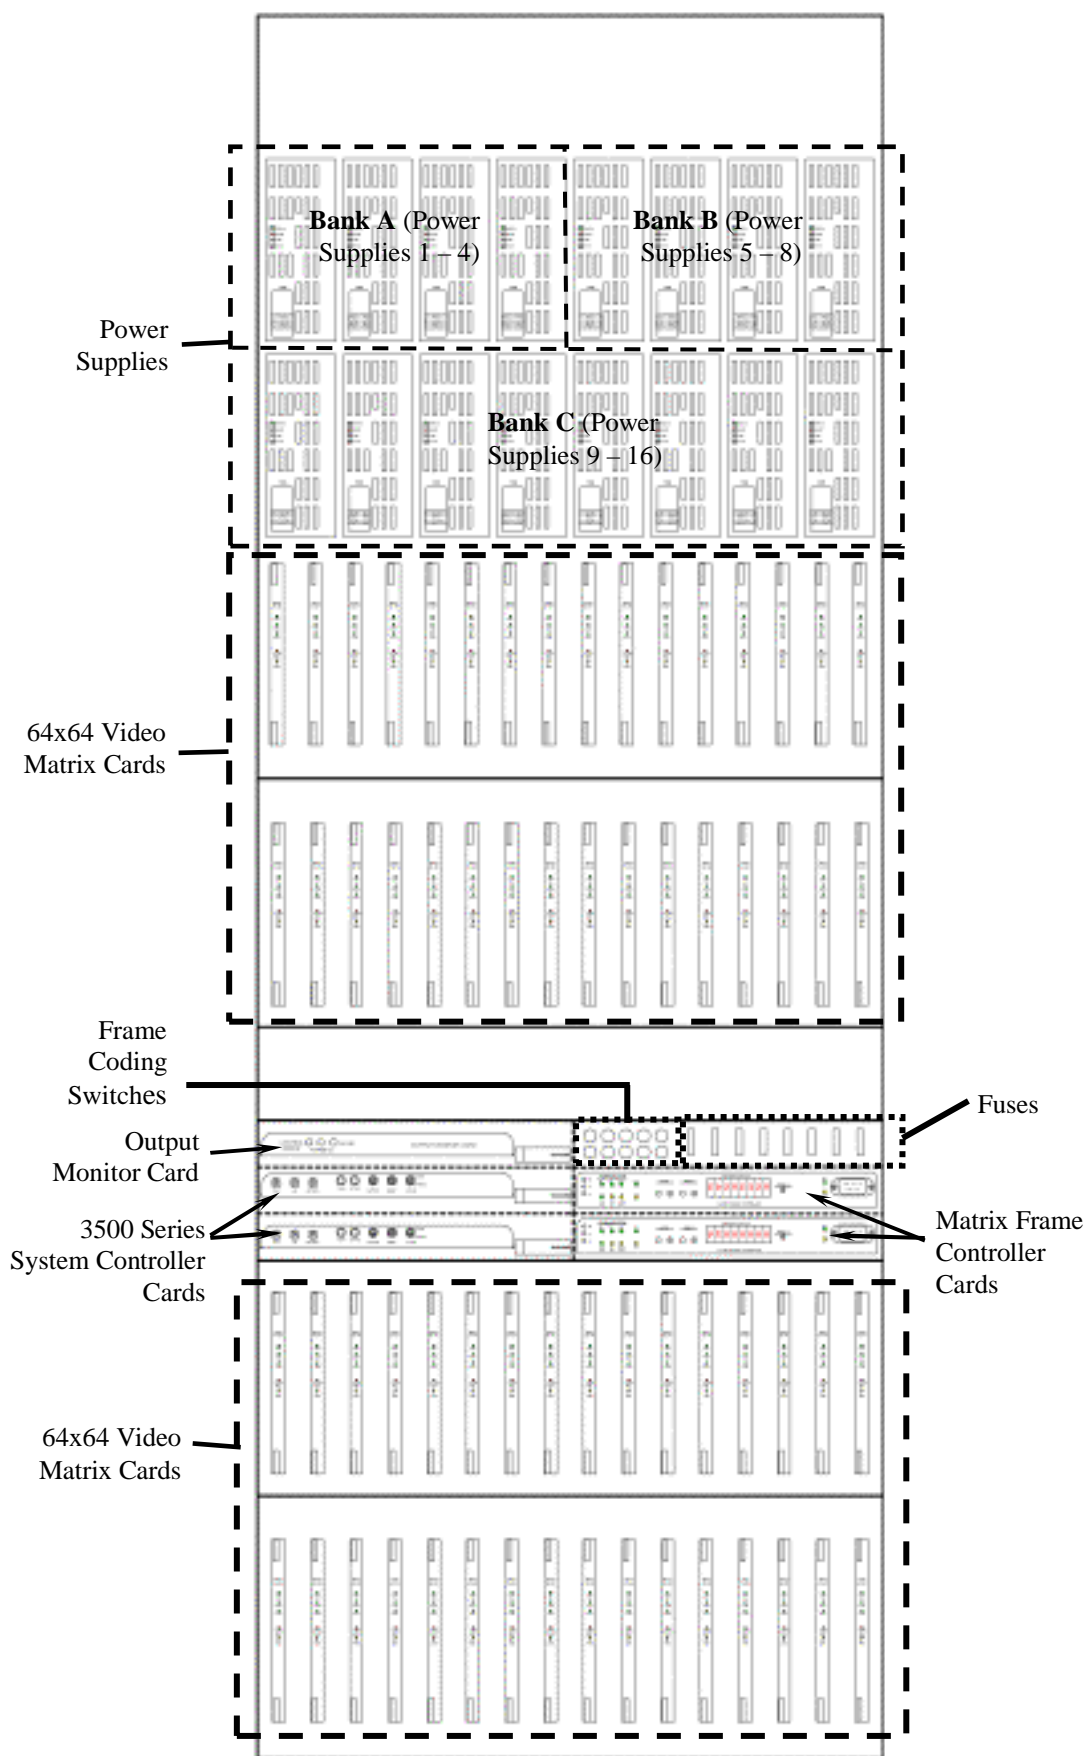 Bank A (Power
Supplies 1 – 4)
Bank B (Power
Supplies 5 – 8)
Power
Supplies
Bank C (Power
Supplies 9 – 16)
64x64 Video
Matrix Cards
Frame
Coding
Switches
Fuses
Output
Monitor Card
3500 Series
System Controller
Cards
Matrix Frame
Controller
Cards
64x64 Video
Matrix Cards